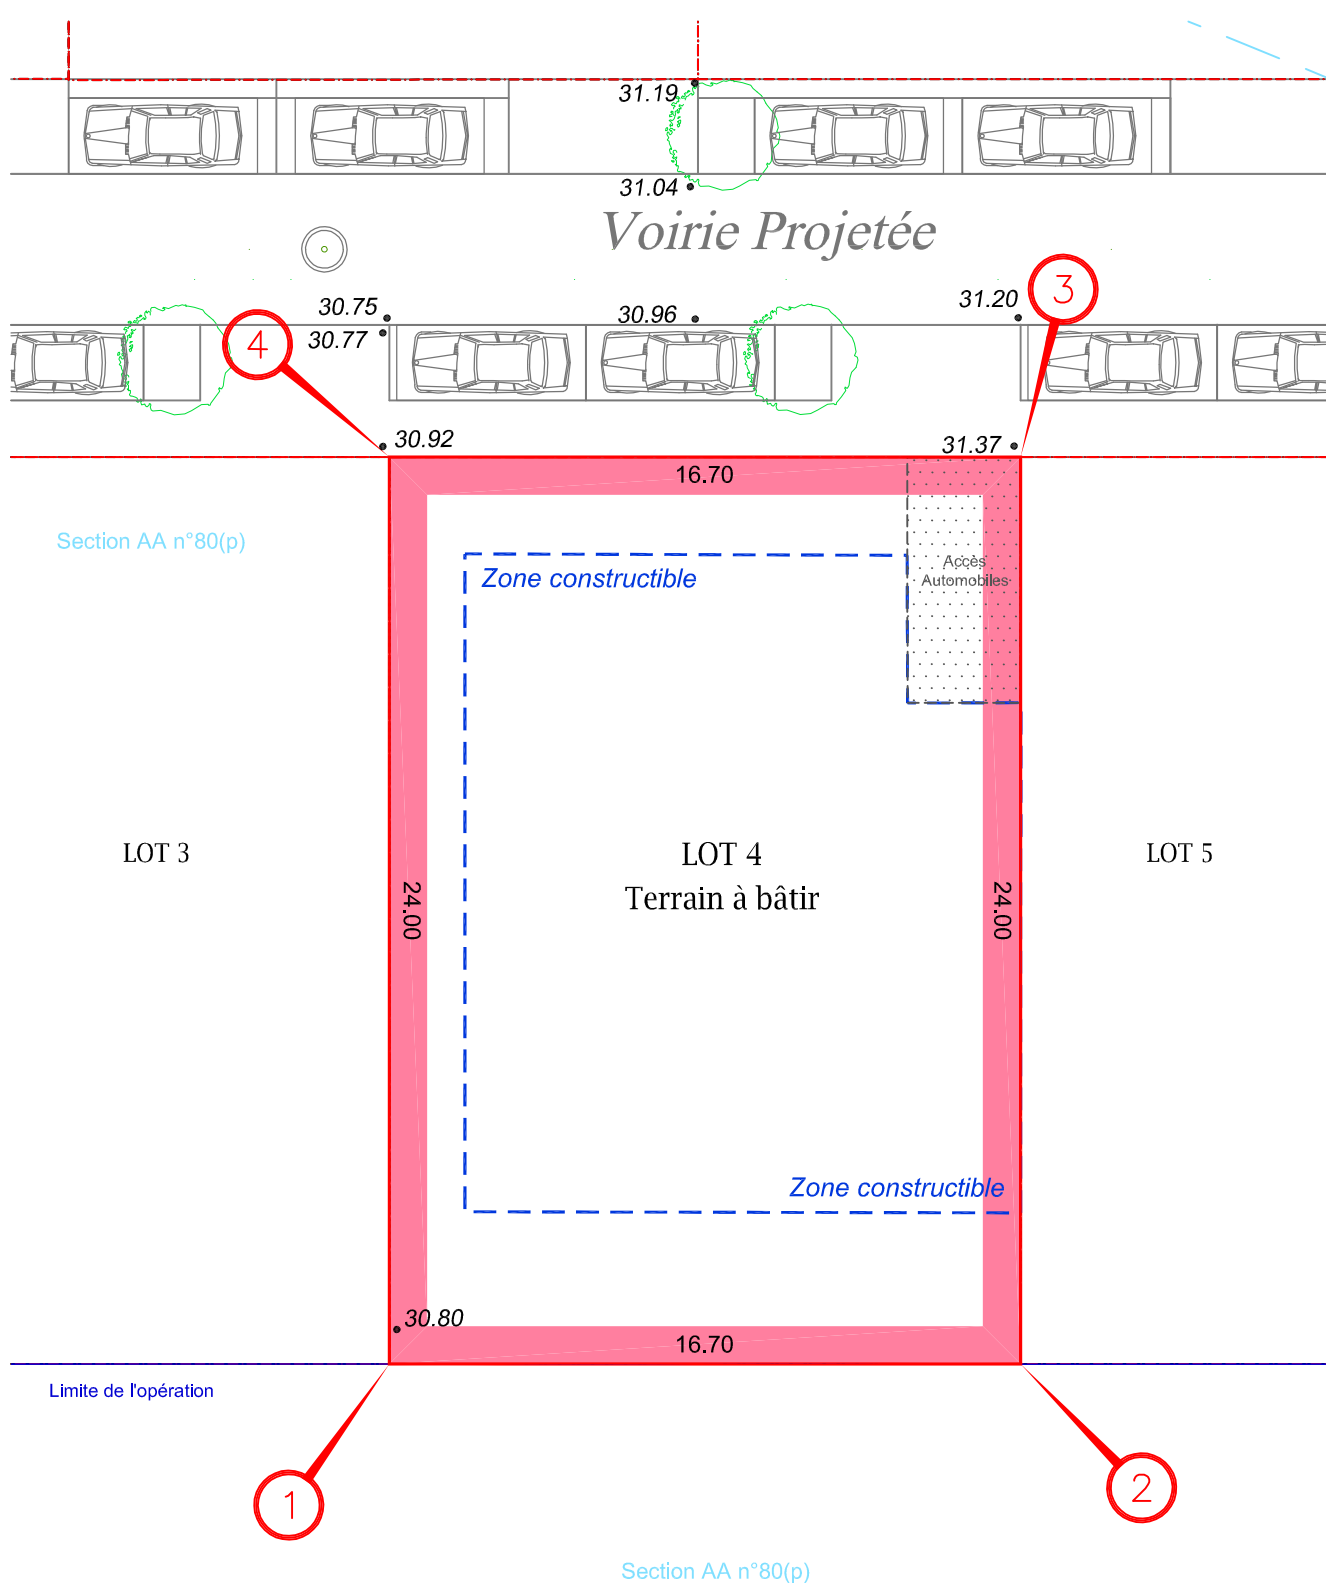 31.19
31.04
Voirie Projetée
3
30.75
31.20
30.96
30.77
4
30.92
31.37
16.70
Section AA n°80(p)
Accès
Automobiles
Zone constructible
LOT 3
LOT 4
LOT 5
Terrain à bâtir
24.00
24.00
Zone constructible
30.80
16.70
Limite de l'opération
2
1
Section AA n°80(p)